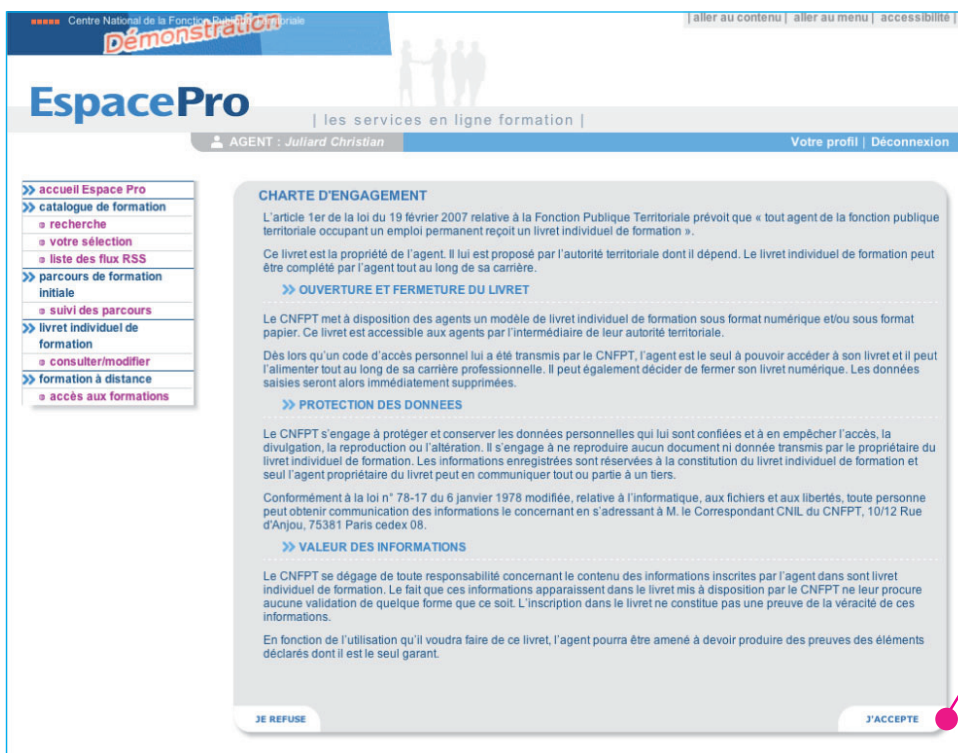 Centre National de la Fonction Publique Territoriale
Démonstration
| aller au contenu | aller au menu | accessibilité |
EspacePro
| les services en ligne formation |
AGENT : Juliard Christian
Votre profil | Déconnexion
accueil Espace Pro
catalogue de formation
recherche
votre sélection
liste des flux RSS
parcours de formation
initiale
suivi des parcours
livret individuel de
formation
consulter/modifier
formation à distance
accès aux formations
CHARTE D'ENGAGEMENT
L'article 1er de la loi du 19 février 2007 relative à la Fonction Publique Territoriale prévoit que « tout agent de la fonction publique
territoriale occupant un emploi permanent reçoit un livret individuel de formation ».
Ce livret est la propriété de l'agent. Il lui est proposé par l'autorité territoriale dont il dépend. Le livret individuel de formation peut
être complété par l'agent tout au long de sa carrière.
OUVERTURE ET FERMETURE DU LIVRET
Le CNFPT met à disposition des agents un modèle de livret individuel de formation sous format numérique et/ou sous format
papier. Ce livret est accessible aux agents par l'intermédiaire de leur autorité territoriale.
Dès lors qu'un code d'accès personnel lui a été transmis par le CNFPT, l'agent est le seul à pouvoir accéder à son livret et il peut
l'alimenter tout au long de sa carrière professionnelle. Il peut également décider de fermer son livret numérique. Les données
saisies seront alors immédiatement supprimées.
PROTECTION DES DONNEES
Le CNFPT s'engage à protéger et conserver les données personnelles qui lui sont confiées et à en empêcher l'accès, la
divulgation, la reproduction ou l'altération. Il s'engage à ne reproduire aucun document ni donnée transmis par le propriétaire du
livret individuel de formation. Les informations enregistrées sont réservées à la constitution du livret individuel de formation et
seul l'agent propriétaire du livret peut en communiquer tout ou partie à un tiers.
Conformément à la loi n° 78-17 du 6 janvier 1978 modifiée, relative à l'informatique, aux fichiers et aux libertés, toute personne
peut obtenir communication des informations le concernant en s'adressant à M. le Correspondant CNIL du CNFPT, 10/12 Rue
d'Anjou, 75381 Paris cedex 08.
VALEUR DES INFORMATIONS
Le CNFPT se dégage de toute responsabilité concernant le contenu des informations inscrites par l'agent dans sont livret
individuel de formation. Le fait que ces informations apparaissent dans le livret mis à disposition par le CNFPT ne leur procure
aucune validation de quelque forme que ce soit. L'inscription dans le livret ne constitue pas une preuve de la véracité de ces
informations.
En fonction de l'utilisation qu'il voudra faire de ce livret, l'agent pourra être amené à devoir produire des preuves des éléments
déclarés dont il est le seul garant.
JE REFUSE
J'ACCEPTE